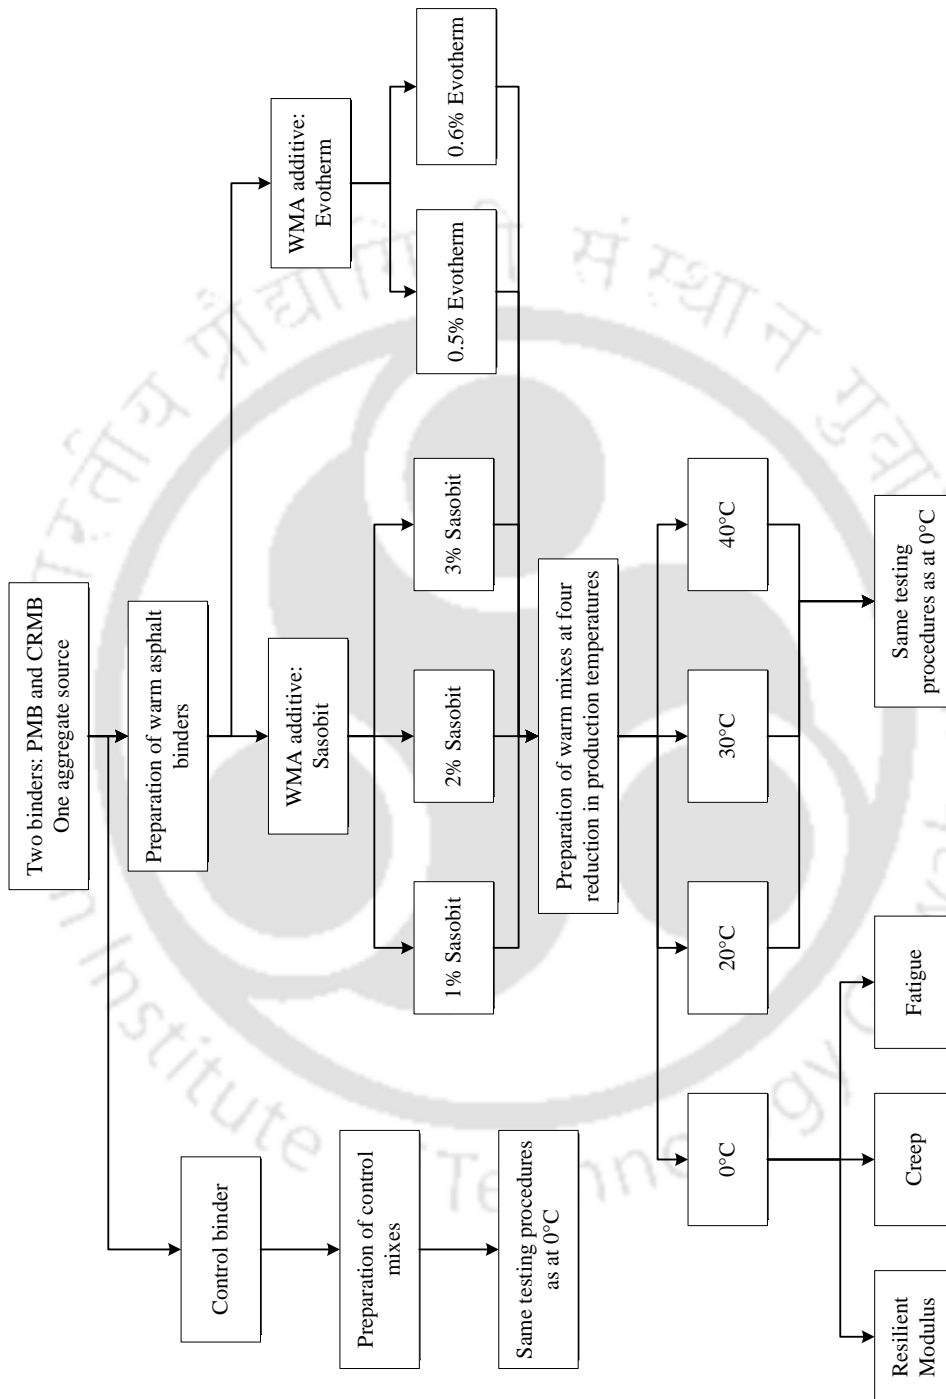 Two binders: PMB and CRMB
One aggregate source
Preparation of warm asphalt
binders
Control binder
WMA additive:
Sasobit
WMA additive:
Evotherm
Preparation of control
mixes
1% Sasobit
2% Sasobit
3% Sasobit
0.5% Evotherm
0.6% Evotherm
Same testing procedures
as at 0°C
Preparation of warm mixes at four
reduction in production temperatures
0°C
20°C
30°C
40°C
Resilient
Modulus
Creep
Fatigue
Same testing
procedures as at 0°C
प्रौद्योगिकी संस्थान
Institute
Technology